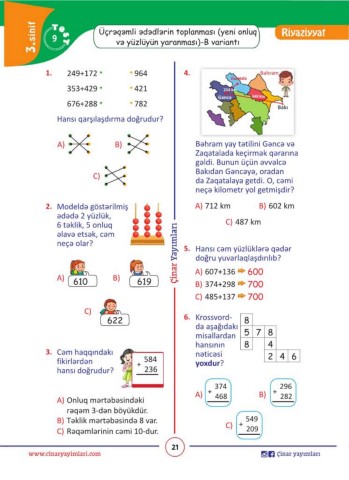 3.sinif
Test
9
Üçrəqəmli ədədlərin toplanması (yeni onluq
və yüzlüyün yaranması)-B variantı
Riyaziyyat
1.
249+172 • • 964
353+429 • • 421
676+288 • • 782
Hansı qarşılaşdırma doğrudur?
A)
B)
C)
2. Modeldə göstərilmiş
ədədə 2 yüzlük,
6 təklik, 5 onluq
əlavə etsək, cəm
neçə olar?
A) 610
B) 619
C) 622
3. Cəm haqqındakı
fikirlərdən
hansı doğrudur?
584
+
236
A) Onluq mərtəbəsindəki
rəqəm 3-dən böyükdür.
B) Təklik mərtəbəsində 8 var.
C) Rəqəmlərinin cəmi 10-dur.
Çinar Yayımları
4.
Bəhram
Gəncə
Bakı
Bəhram yay tətilini Gəncə və
Zaqatalada keçirmək qərarına
gəldi. Bunun üçün əvvəlcə
Bakıdan Gəncəyə, oradan
da Zaqatalaya getdi. O, cəmi
neçə kilometr yol getmişdir?
A) 712 km
B) 602 km
C) 487 km
5. Hansı cəm yüzlüklərə qədər
doğru yuvarlaqlaşdırılıb?
A) 607+136 ➡ 600
B) 374+298 ➡ 700
C) 485+137 ➡ 700
6. Krossvord-
da aşağıdakı
misallardan
hansının
nəticəsi
yoxdur?
8
5 7 8
8 4
2 4 6
A) + 374
468
B) + 296
282
C) + 549
209
www.cinaryayimlari.com
21
çinar yayımları